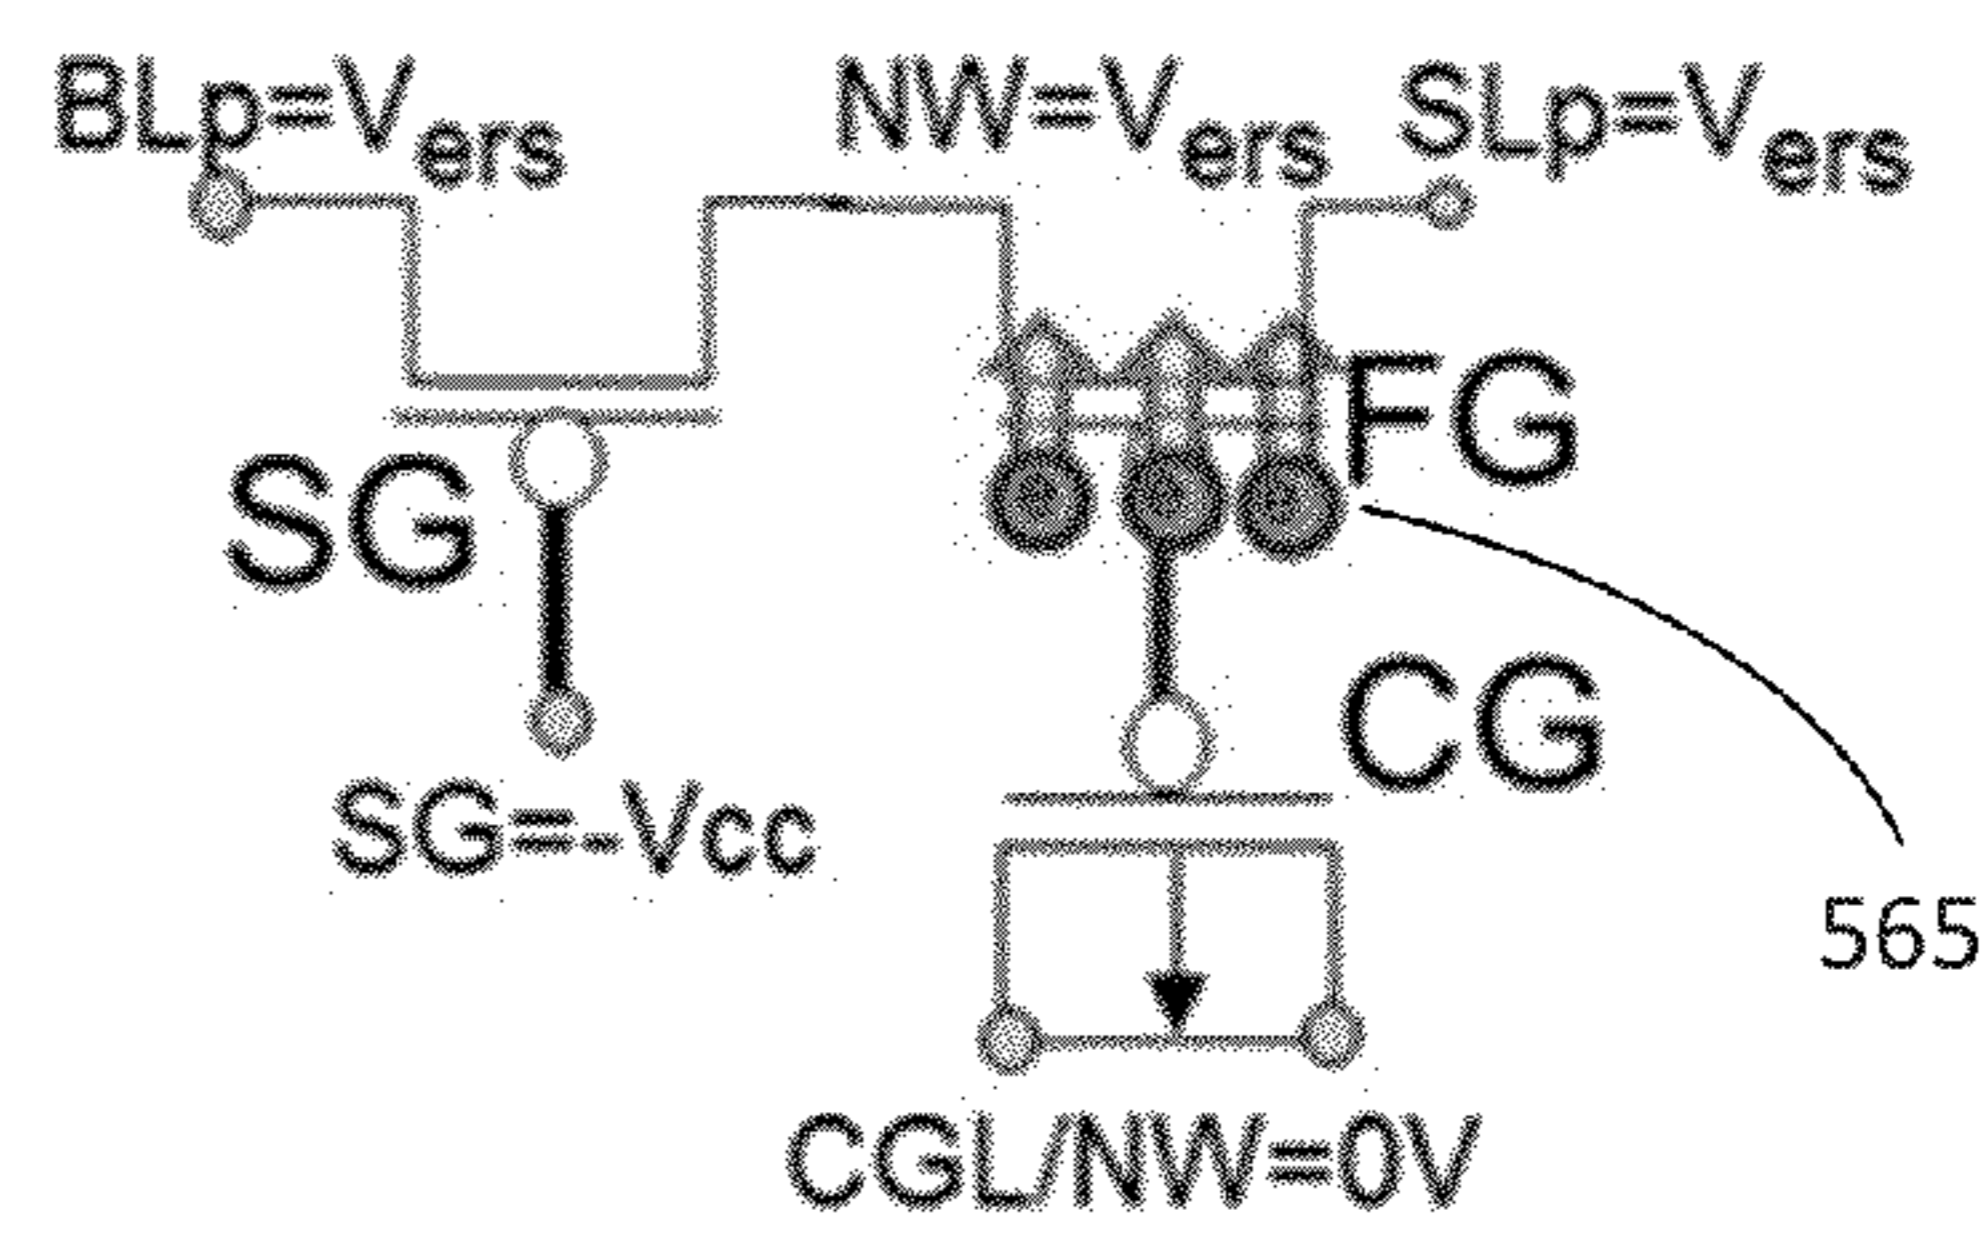 BLp=Vers NW=Vers SLp=Vers
FG
SG
CG
SG=-Vcc
565
CGL/NW=0V